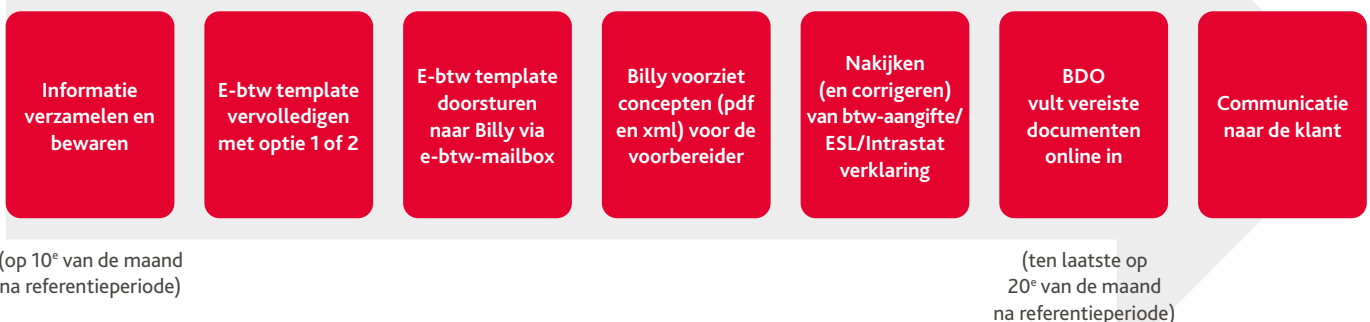 Informatie
verzamelen en
bewaren
E-btw template
vervolledigen
met optie 1 of 2
E-btw template
doorsturen
naar Billy via
e-btw-mailbox
Billy voorziet
concepten (pdf
en xml) voor de
voorbereider
Nakijken
(en corrigeren)
van btw-aangifte/
ESL/Intrastat
verklaring
BDO
vult vereiste
documenten
online in
Communicatie
naar de klant
(op 10e van de maand
na referentieperiode)
(ten laatste op
20e van de maand
na referentieperiode)